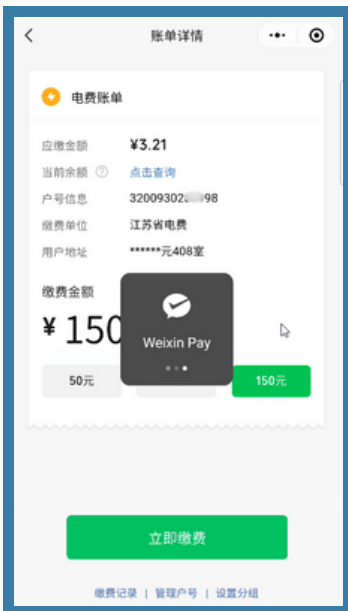 账单详情
电费账单
应缴金额 ¥3.21
当前余额 点击查询
户号信息 32009302 98
缴费单位 江苏省电费
用户地址 ******元408室
缴费金额
¥ 150
Weixin Pay
50元 150元
立即缴费
缴费记录 | 管理户号 | 设置分组